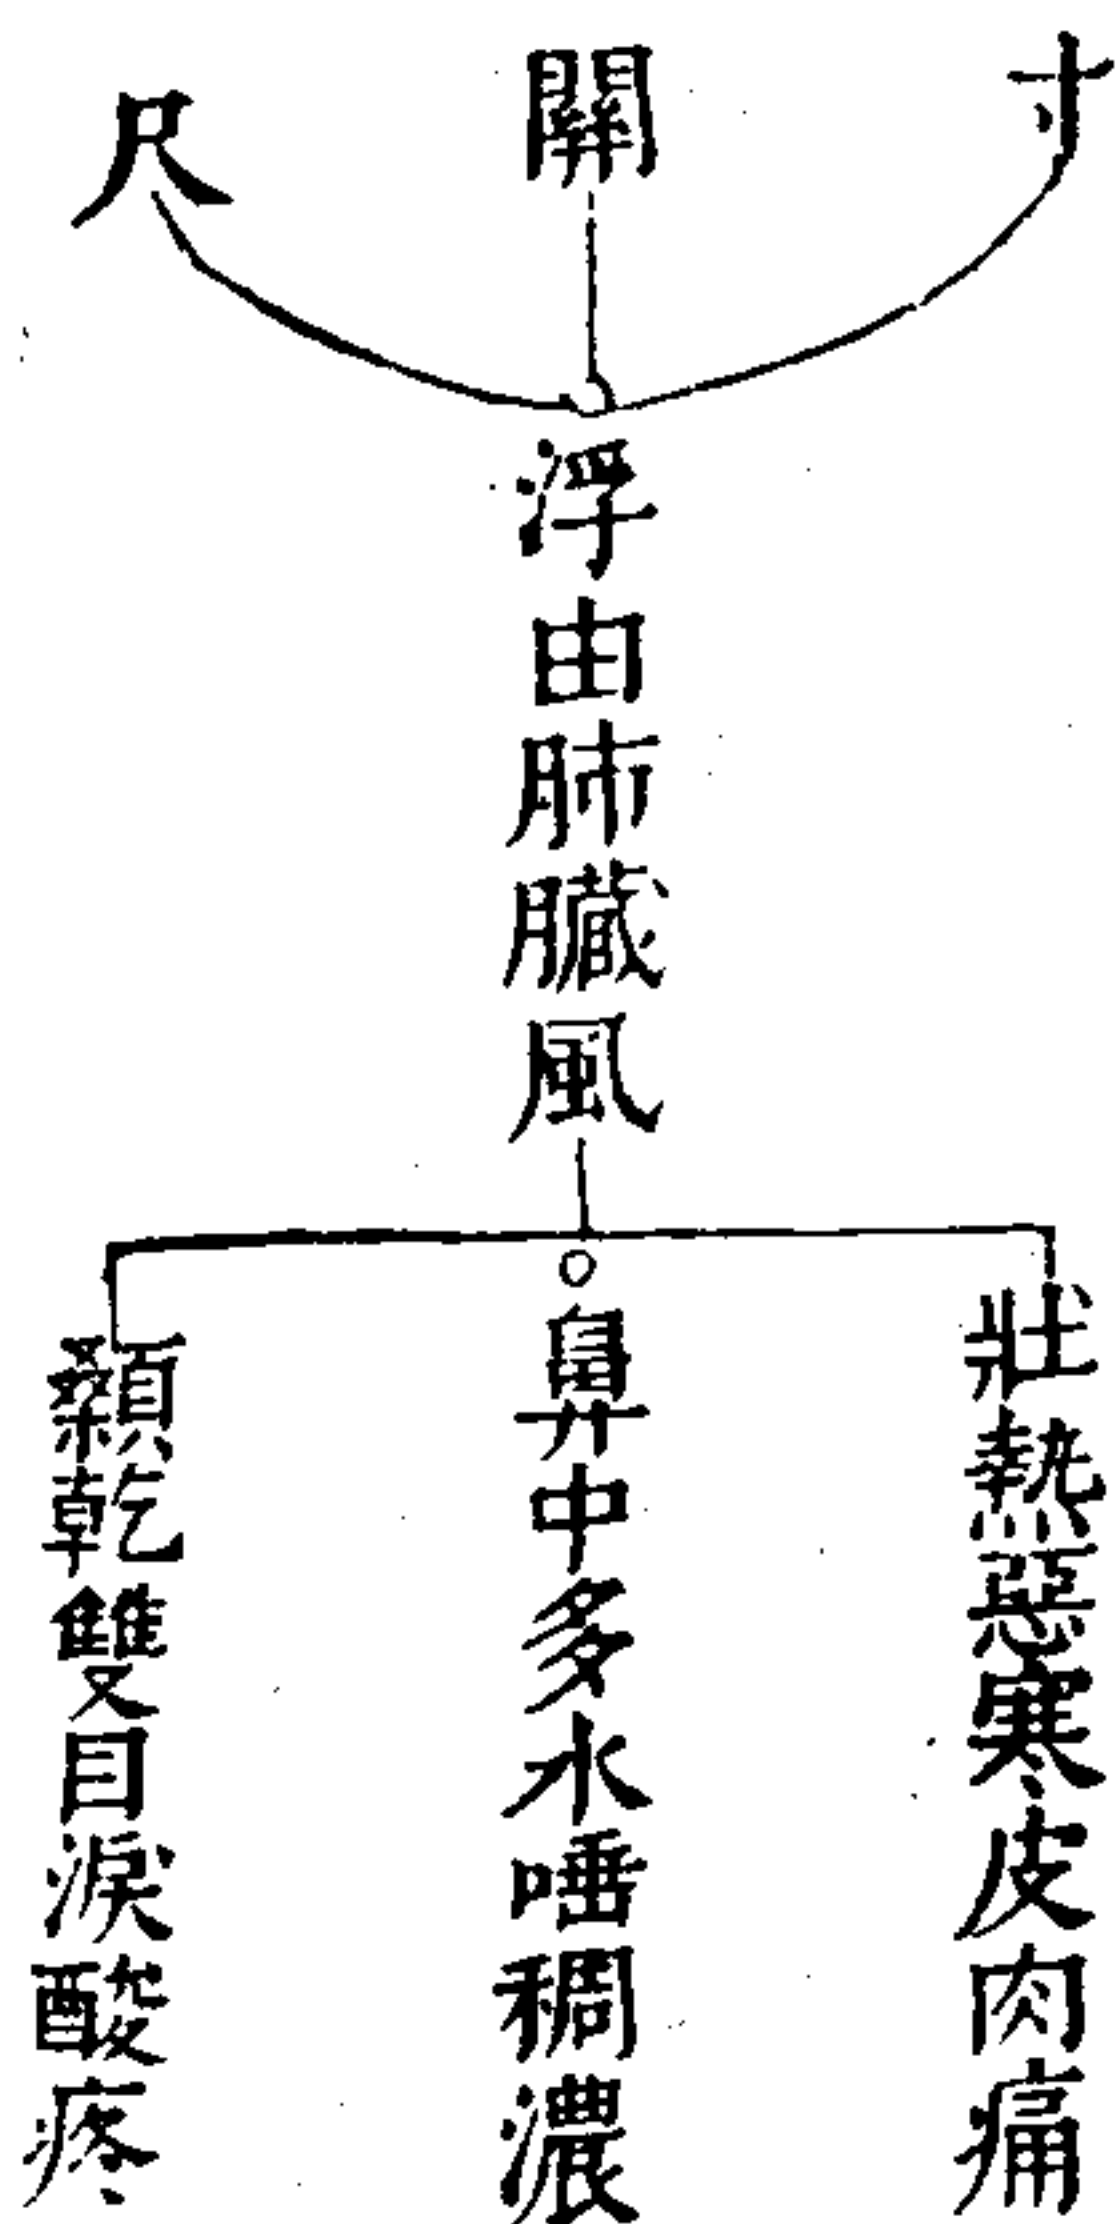 寸
關
尺
浮由肺臟風
壯熱惡寒皮肉痛
鼻中多水唾稠濃
顙乾雙目淚酸疼